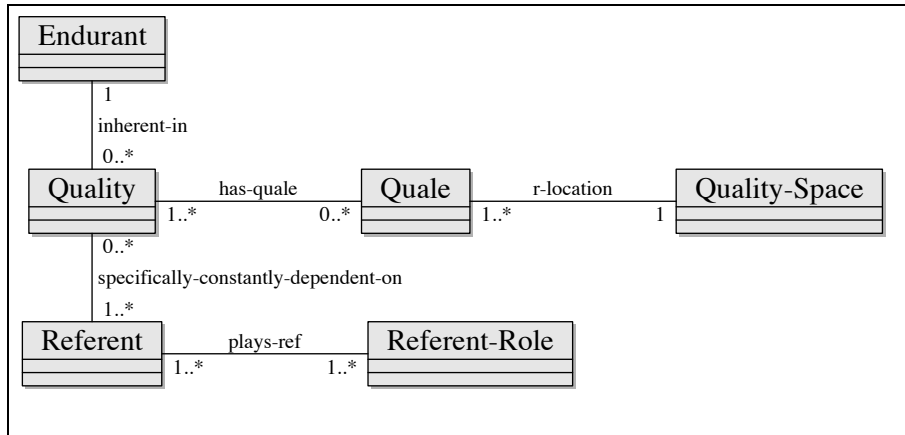 Endurant
1
inherent-in
0..*
Quality
has-quale
Quale
r-location
Quality-Space
1..*
0..*
1..*
1
0..*
specifically-constantly-dependent-on
1..*
Referent
plays-ref
Referent-Role
1..*
1..*